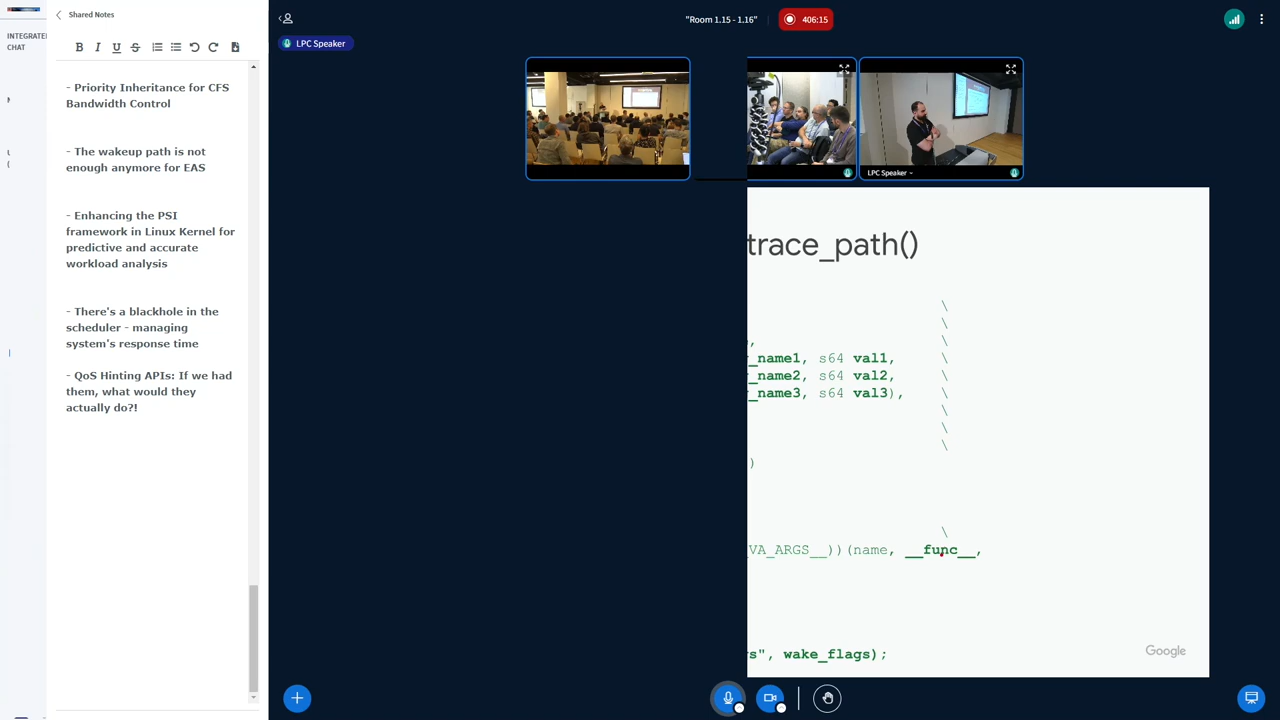 INTEGRATE
CHAT
Shared Notes
"Room 1.15 - 1.16"
406:15
LPC Speaker
B I U S
- Priority Inheritance for CFS
Bandwidth Control
- The wakeup path is not
enough anymore for EAS
- Enhancing the PSI
framework in Linux Kernel for
predictive and accurate
workload analysis
- There's a blackhole in the
scheduler - managing
system's response time
- QoS Hinting APIs: If we had
them, what would they
actually do?!
LPC Speaker
trace_path()
\
\
, \
_name1, s64 val1, \
_name2, s64 val2, \
_name3, s64 val3), \
\
\
\
)
\
VA_ARGS__))(name, __func__,
s", wake_flags);
Google